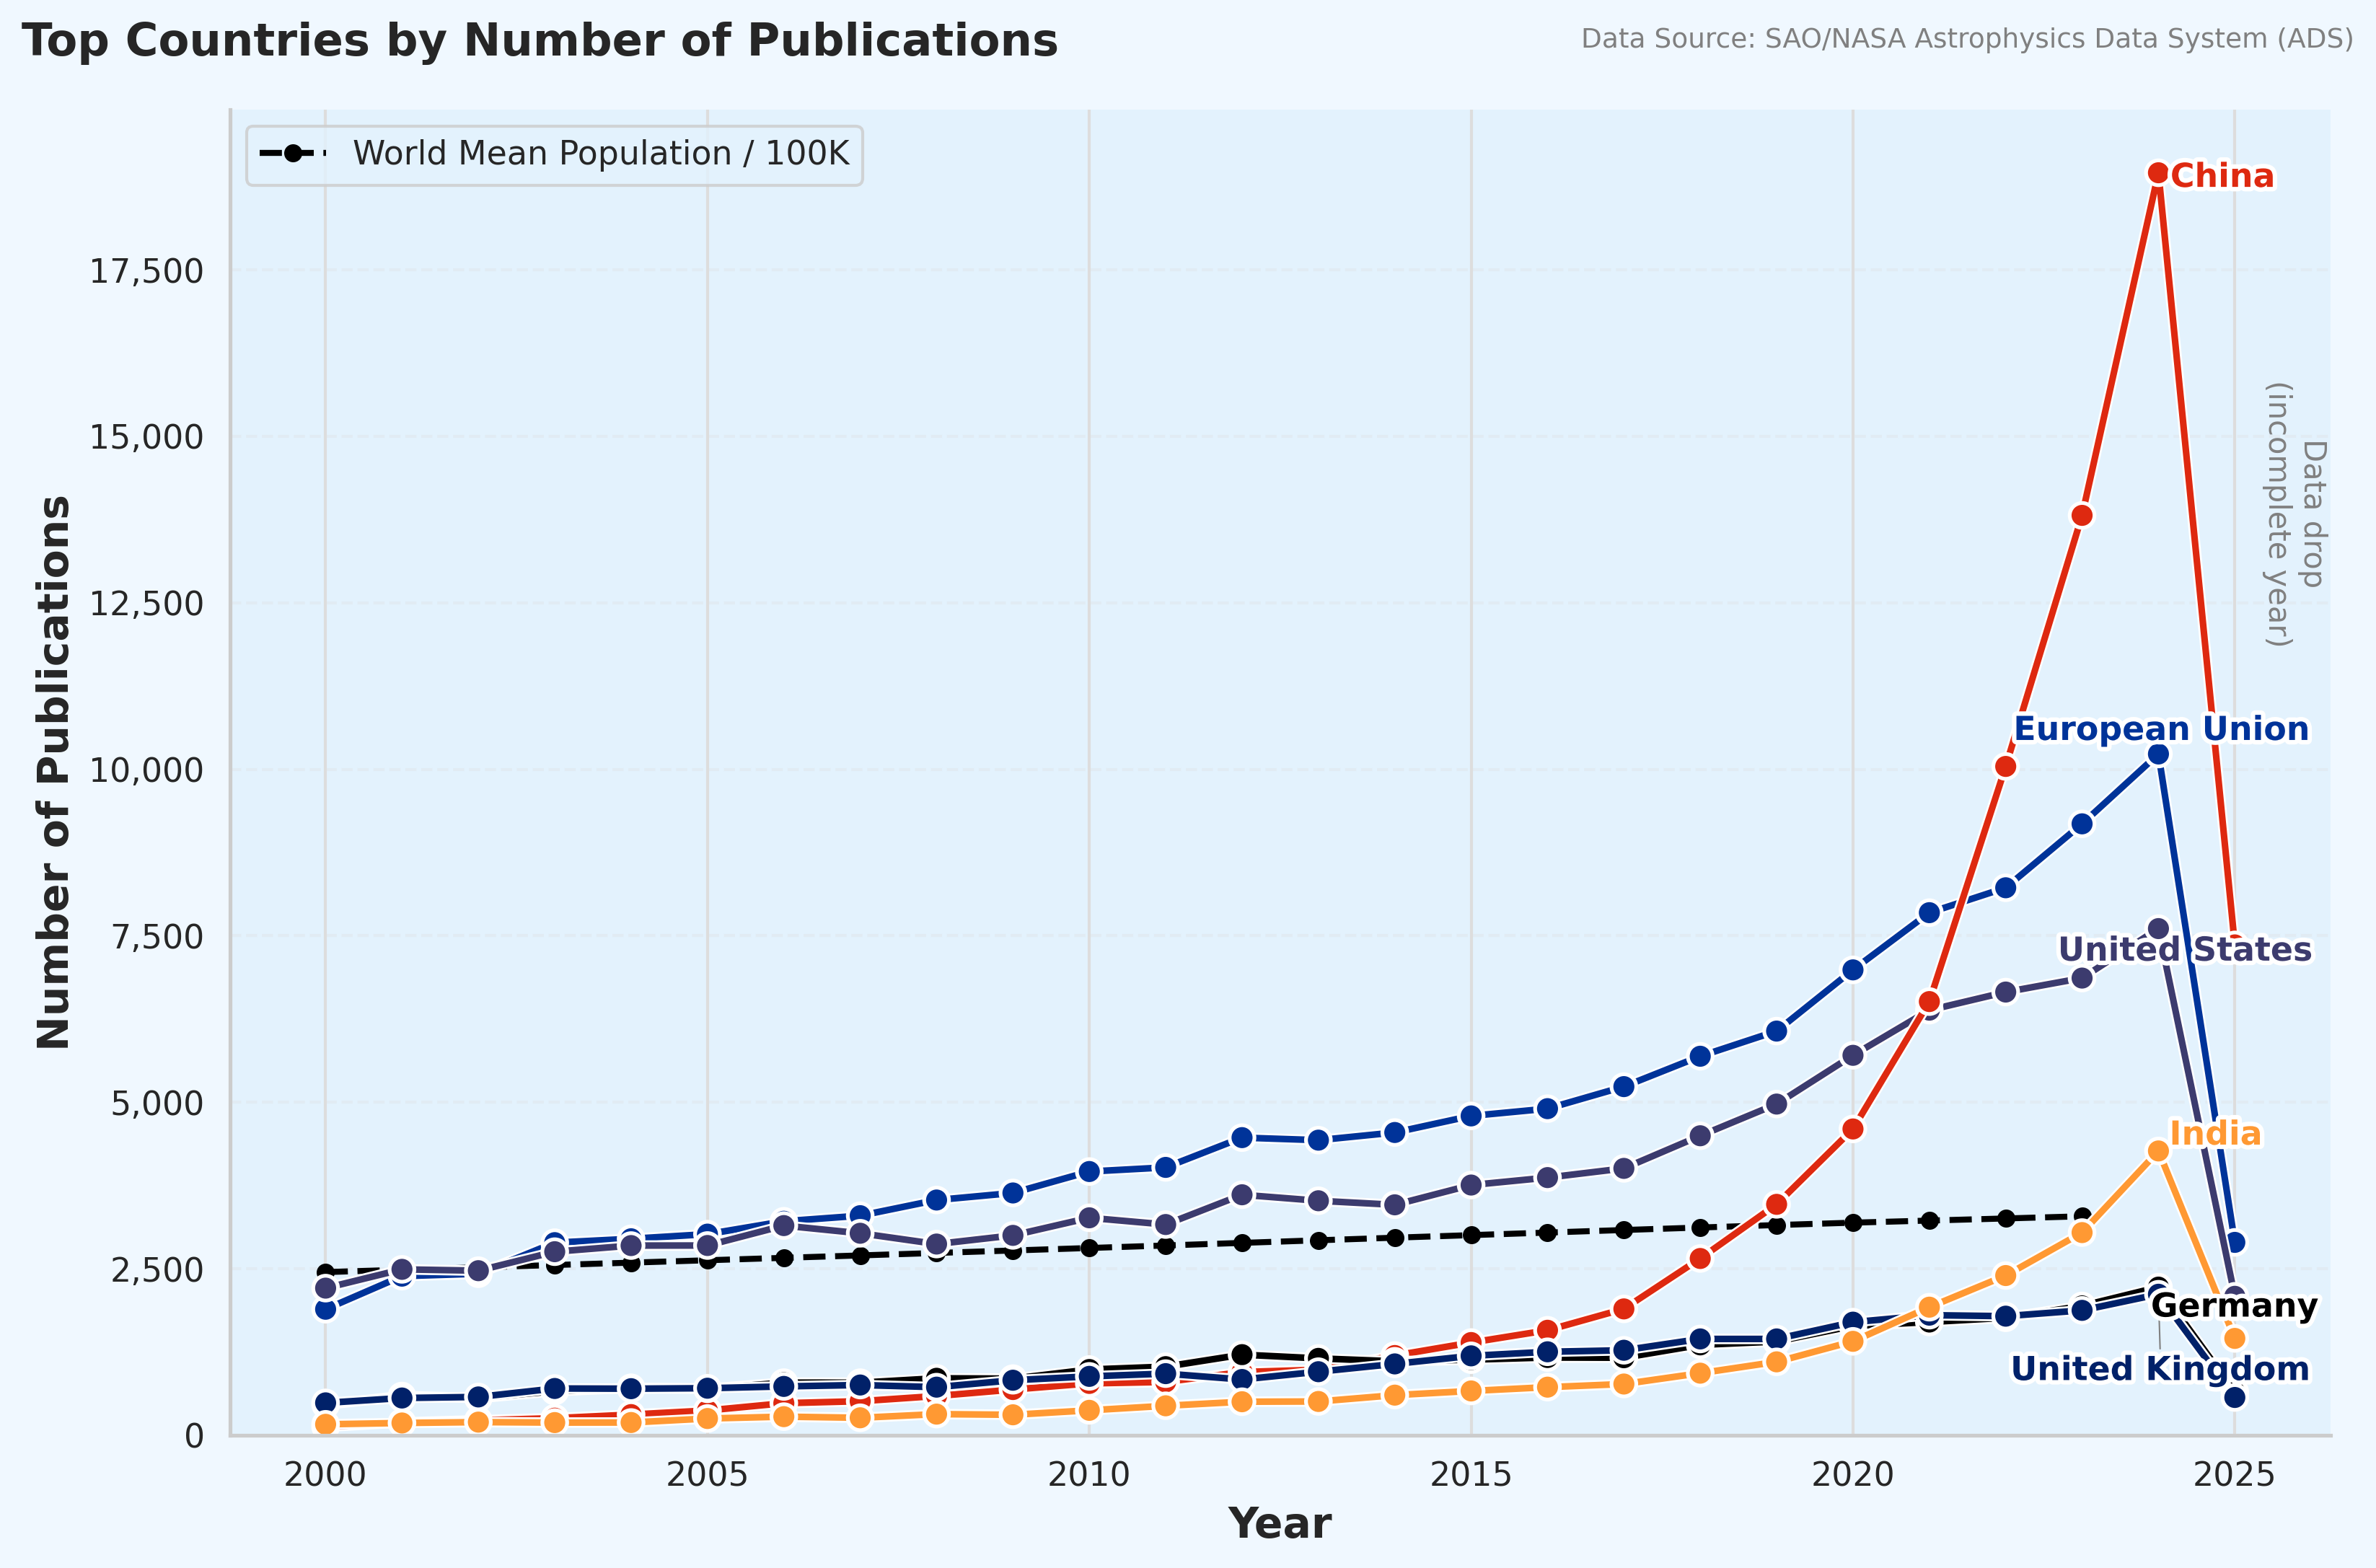 Top Countries by Number of Publications
Data Source: SAO/NASA Astrophysics Data System (ADS)
World Mean Population / 100K
China
17,500
15,000
12,500
10,000
7,500
5,000
2,500
0
Number of Publications
Data drop
(incomplete year)
European Union
United States
India
Germany
United Kingdom
2000
2005
2010
2015
2020
2025
Year